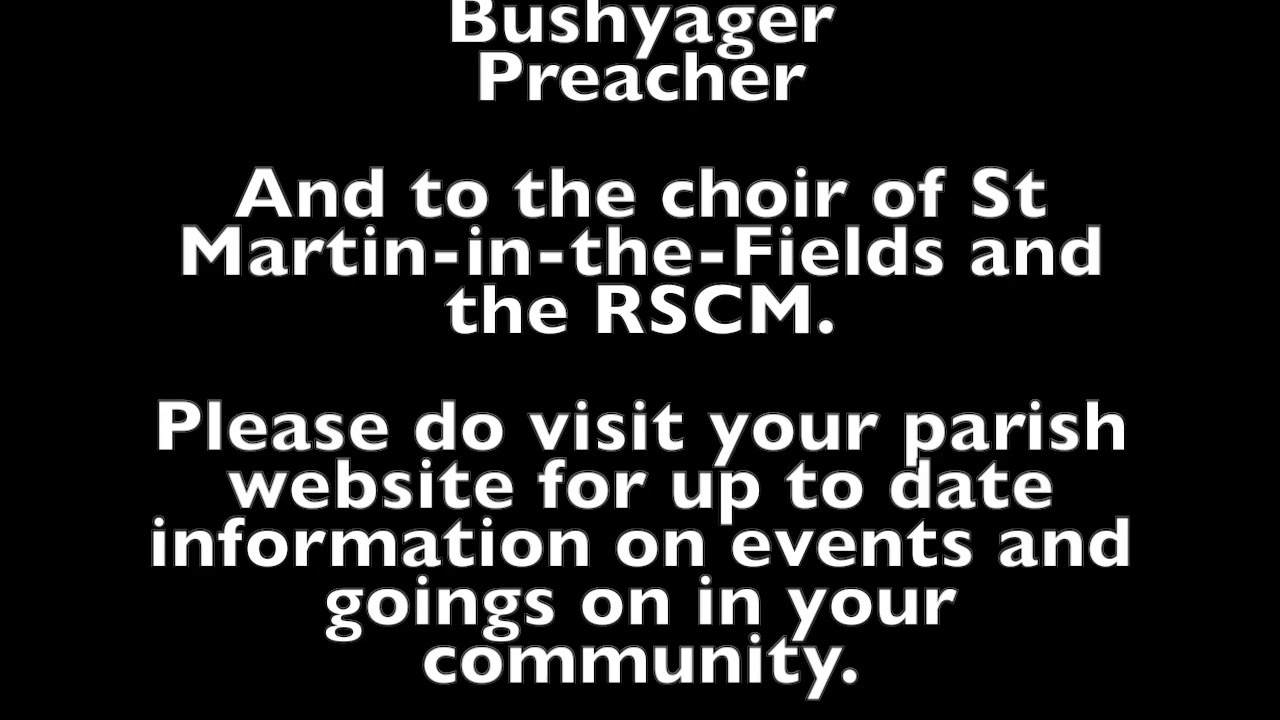 Bushyager
Preacher
And to the choir of St
Martin-in-the-Fields and
the RSCM.
Please do visit your parish
website for up to date
information on events and
goings on in your
community.